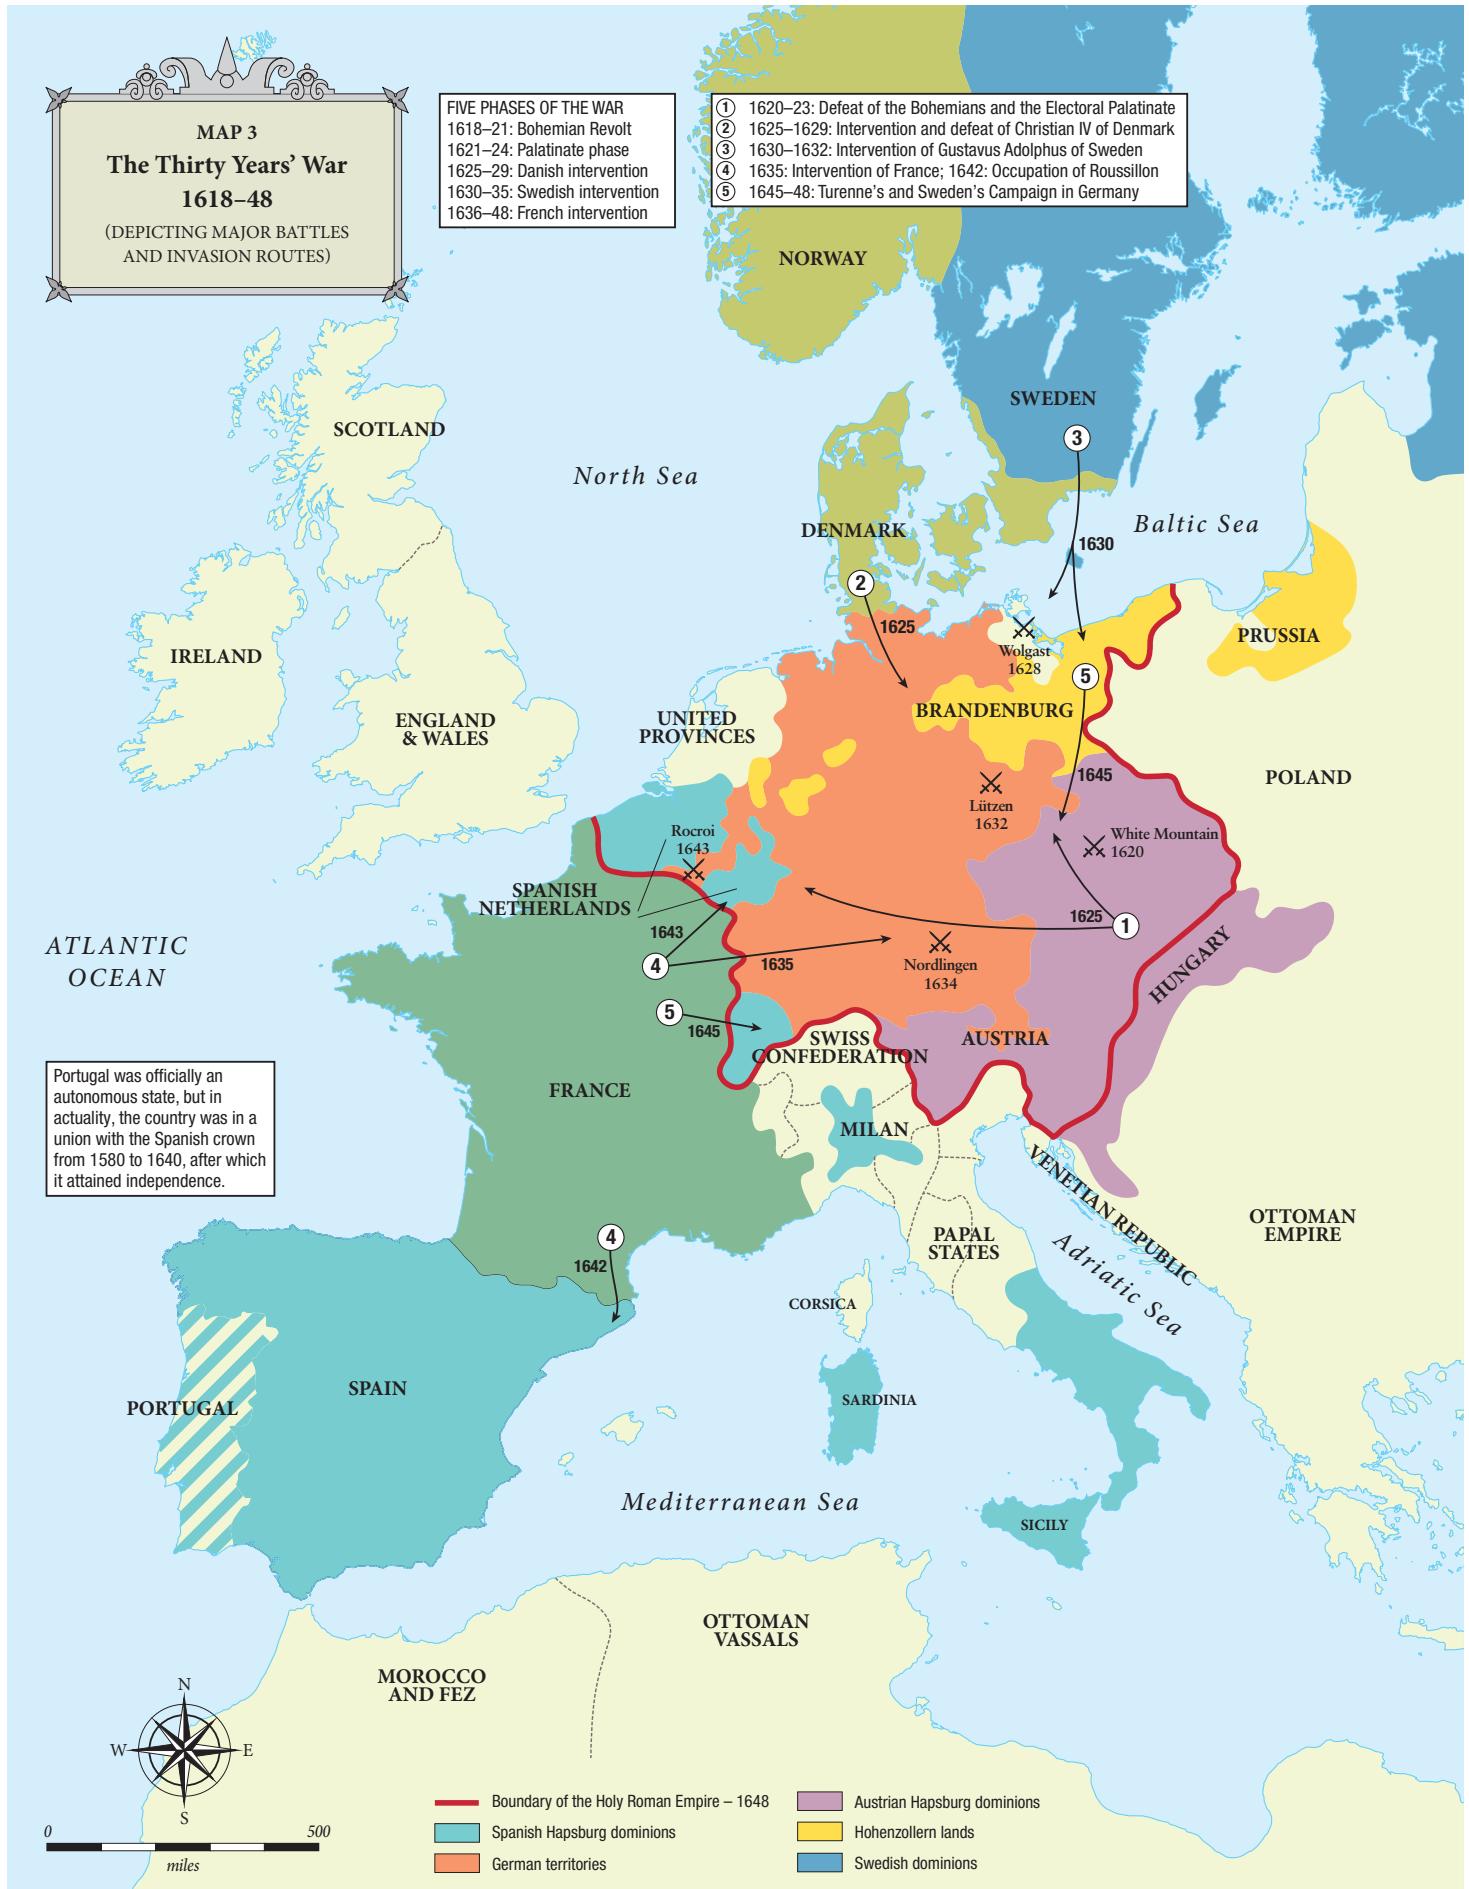 MAP 3
The Thirty Years' War
1618–48
(DEPICTING MAJOR BATTLES
AND INVASION ROUTES)
FIVE PHASES OF THE WAR
1618–21: Bohemian Revolt
1621–24: Palatinate phase
1625–29: Danish intervention
1630–35: Swedish intervention
1636–48: French intervention
1 1620–23: Defeat of the Bohemians and the Electoral Palatinate
2 1625–1629: Intervention and defeat of Christian IV of Denmark
3 1630–1632: Intervention of Gustavus Adolphus of Sweden
4 1635: Intervention of France; 1642: Occupation of Roussillon
5 1645–48: Turenne's and Sweden's Campaign in Germany
NORWAY
SWEDEN
3
SCOTLAND
North Sea
Baltic Sea
DENMARK
1630
2
1625
Wolgast
1628
PRUSSIA
IRELAND
5
BRANDENBURG
ENGLAND
& WALES
UNITED
PROVINCES
POLAND
1645
Lützen
1632
Rocroi
1643
White Mountain
1620
SPANISH
NETHERLANDS
1625
1
1643
ATLANTIC
OCEAN
4
1635
Nordlingen
1634
HUNGARY
5
1645
SWISS
CONFEDERATION
AUSTRIA
FRANCE
Portugal was officially an
autonomous state, but in
actuality, the country was in a
union with the Spanish crown
from 1580 to 1640, after which
it attained independence.
MILAN
VENETIAN REPUBLIC
OTTOMAN
EMPIRE
4
1642
PAPAL
STATES
Adriatic Sea
CORSICA
SPAIN
PORTUGAL
SARDINIA
Mediterranean Sea
SICILY
OTTOMAN
VASSALS
MOROCCO
AND FEZ
N
W
E
S
0
500
miles
Boundary of the Holy Roman Empire – 1648
Spanish Hapsburg dominions
German territories
Austrian Hapsburg dominions
Hohenzollern lands
Swedish dominions